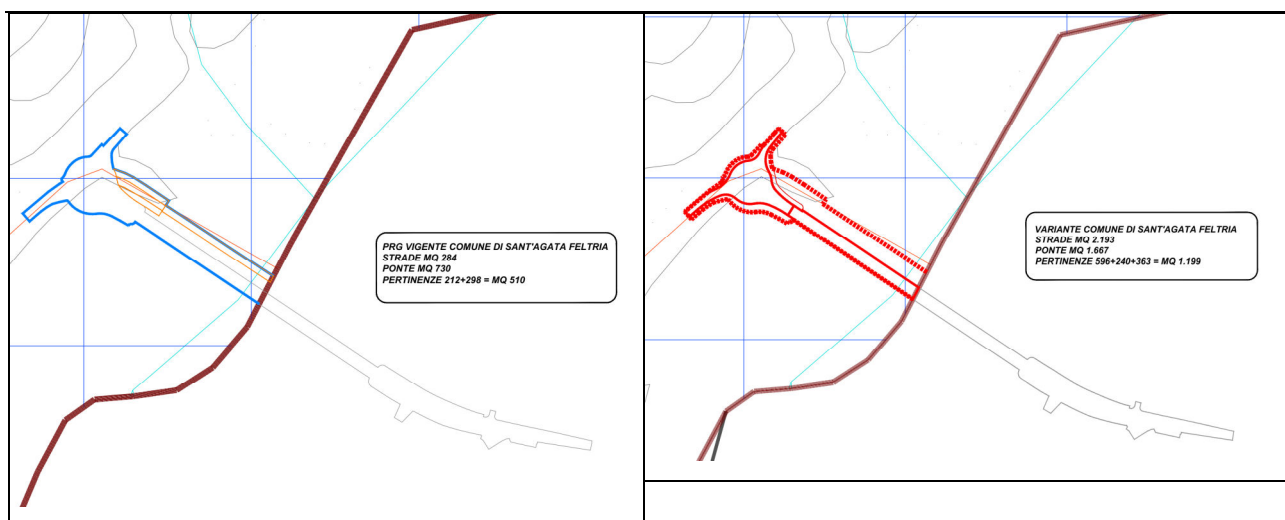 PRG VIGENTE COMUNE DI SANT'AGATA FELTRIA
STRADE MQ 284
PONTE MQ 730
PERTINENZE 212+298 = MQ 510
VARIANTE COMUNE DI SANT'AGATA FELTRIA
STRADE MQ 2.193
PONTE MQ 1.667
PERTINENZE 596+240+363 = MQ 1.199